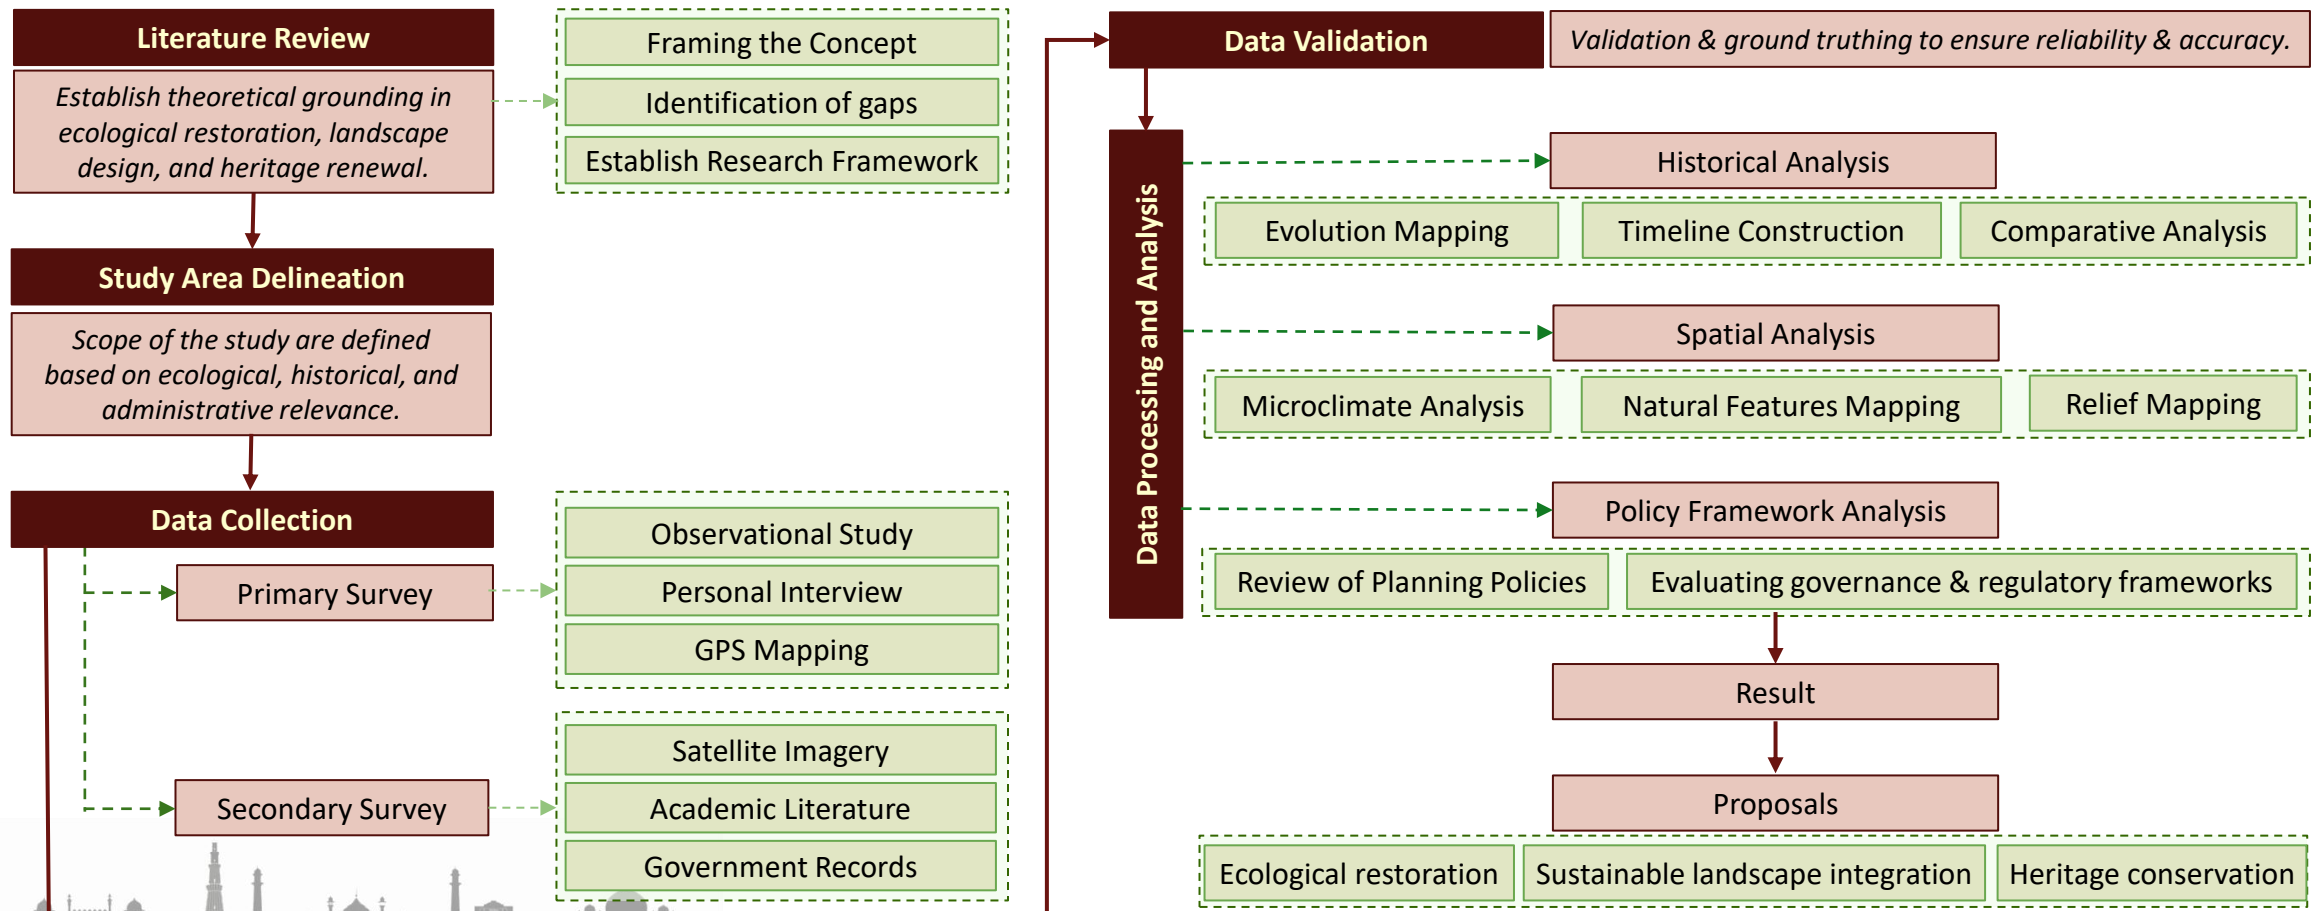 Literature Review
Establish theoretical grounding in
ecological restoration, landscape
design, and heritage renewal.
Framing the Concept
Identification of gaps
Establish Research Framework
Study Area Delineation
Scope of the study are defined
based on ecological, historical, and
administrative relevance.
Data Collection
Primary Survey
Observational Study
Personal Interview
GPS Mapping
Secondary Survey
Satellite Imagery
Academic Literature
Government Records
Data Validation
Validation & ground truthing to ensure reliability & accuracy.
Data Processing and Analysis
Historical Analysis
Evolution Mapping
Timeline Construction
Comparative Analysis
Spatial Analysis
Microclimate Analysis
Natural Features Mapping
Relief Mapping
Policy Framework Analysis
Review of Planning Policies
Evaluating governance & regulatory frameworks
Result
Proposals
Ecological restoration
Sustainable landscape integration
Heritage conservation